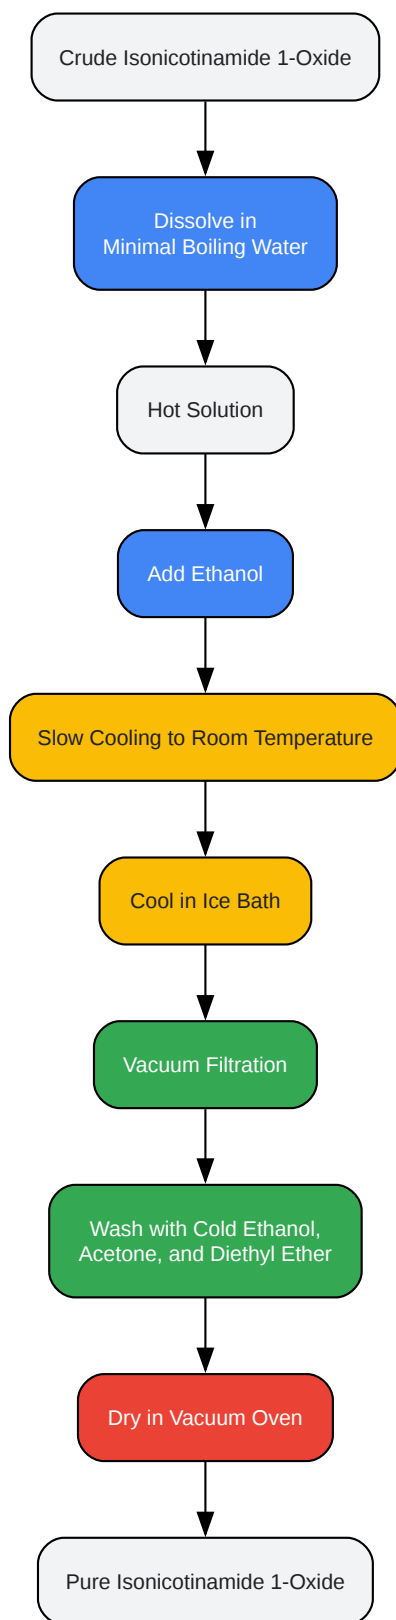 Crude Isonicotinamide 1-Oxide
Dissolve in
Minimal Boiling Water
Hot Solution
Add Ethanol
Slow Cooling to Room Temperature
Cool in Ice Bath
Vacuum Filtration
Wash with Cold Ethanol,
Acetone, and Diethyl Ether
Dry in Vacuum Oven
Pure Isonicotinamide 1-Oxide